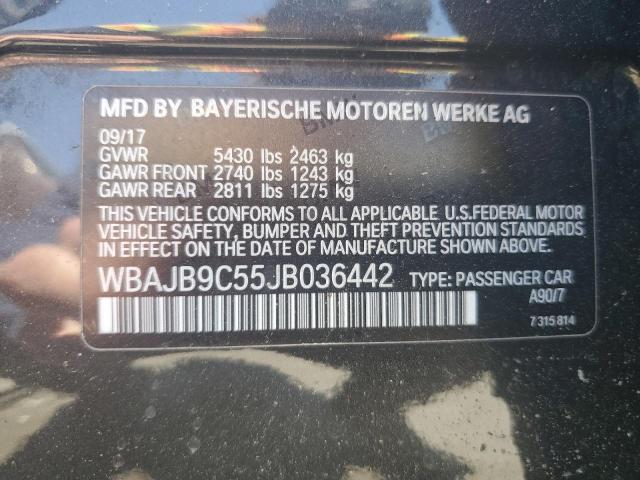 MFD BY BAYERISCHE MOTOREN WERKE AG
09/17
GVWR 5430 lbs 2463 kg
GAWR FRONT 2740 lbs 1243 kg
GAWR REAR 2811 lbs 1275 kg
THIS VEHICLE CONFORMS TO ALL APPLICABLE U.S.FEDERAL MOTOR
VEHICLE SAFETY, BUMPER AND THEFT PREVENTION STANDARDS
IN EFFECT ON THE DATE OF MANUFACTURE SHOWN ABOVE.
WBAJB9C55JB036442 TYPE: PASSENGER CAR
A90/7
7 315 814